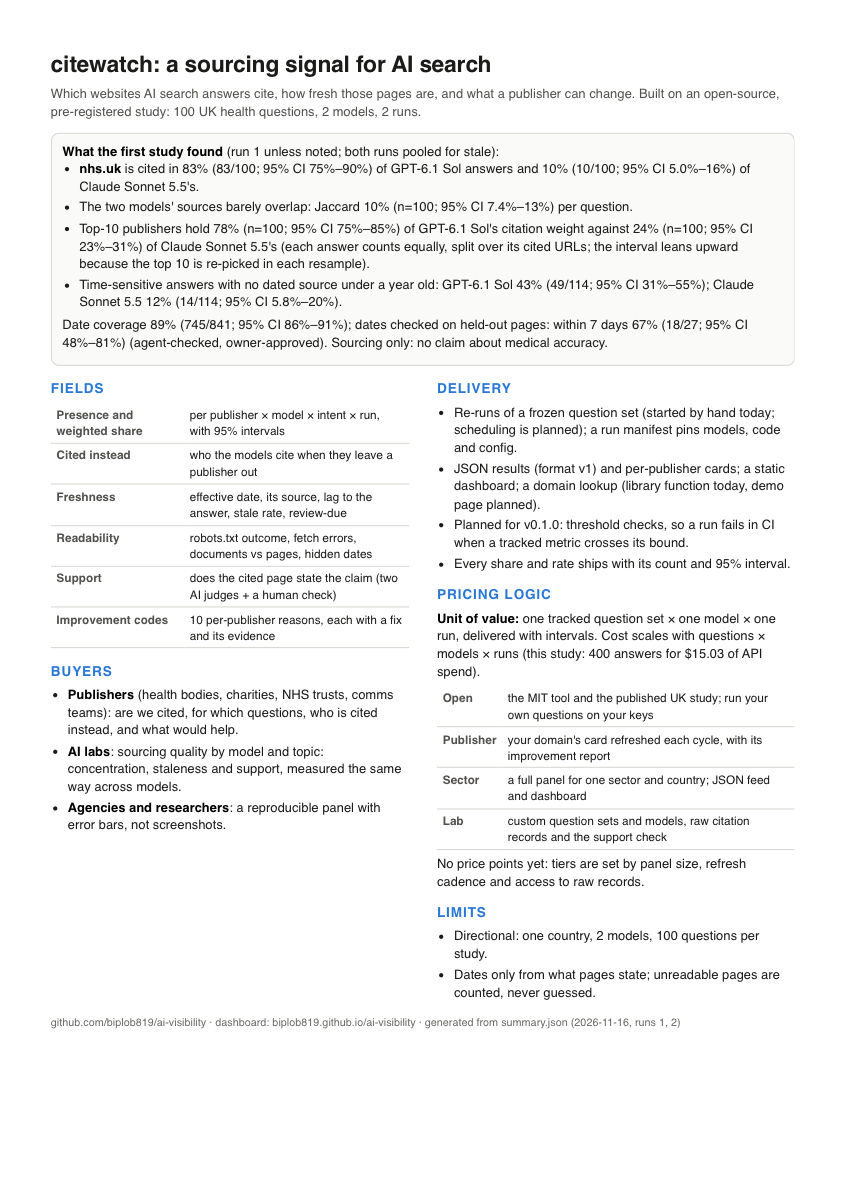 citewatch: a sourcing signal for AI search
Which websites AI search answers cite, how fresh those pages are, and what a publisher can change. Built on an open-source,
pre-registered study: 100 UK health questions, 2 models, 2 runs.
What the first study found (run 1 unless noted; both runs pooled for stale):
• nhs.uk is cited in 83% (83/100; 95% CI 75%–90%) of GPT-6.1 Sol answers and 10% (10/100; 95% CI 5.0%–16%) of
Claude Sonnet 5.5's.
• The two models' sources barely overlap: Jaccard 10% (n=100; 95% CI 7.4%–13%) per question.
• Top-10 publishers hold 78% (n=100; 95% CI 75%–85%) of GPT-6.1 Sol's citation weight against 24% (n=100; 95% CI
23%–31%) of Claude Sonnet 5.5's (each answer counts equally, split over its cited URLs; the interval leans upward
because the top 10 is re-picked in each resample).
• Time-sensitive answers with no dated source under a year old: GPT-6.1 Sol 43% (49/114; 95% CI 31%–55%); Claude
Sonnet 5.5 12% (14/114; 95% CI 5.8%–20%).
Date coverage 89% (745/841; 95% CI 86%–91%); dates checked on held-out pages: within 7 days 67% (18/27; 95% CI
48%–81%) (agent-checked, owner-approved). Sourcing only: no claim about medical accuracy.
FIELDS
Presence and weighted share
per publisher × model × intent × run,
with 95% intervals
Cited instead
who the models cite when they leave a
publisher out
Freshness
effective date, its source, lag to the
answer, stale rate, review-due
Readability
robots.txt outcome, fetch errors,
documents vs pages, hidden dates
Support
does the cited page state the claim (two
AI judges + a human check)
Improvement codes
10 per-publisher reasons, each with a fix
and its evidence
BUYERS
• Publishers (health bodies, charities, NHS trusts, comms
teams): are we cited, for which questions, who is cited
instead, and what would help.
• AI labs: sourcing quality by model and topic:
concentration, staleness and support, measured the same
way across models.
• Agencies and researchers: a reproducible panel with
error bars, not screenshots.
DELIVERY
• Re-runs of a frozen question set (started by hand today;
scheduling is planned); a run manifest pins models, code
and config.
• JSON results (format v1) and per-publisher cards; a static
dashboard; a domain lookup (library function today, demo
page planned).
• Planned for v0.1.0: threshold checks, so a run fails in CI
when a tracked metric crosses its bound.
• Every share and rate ships with its count and 95% interval.
PRICING LOGIC
Unit of value: one tracked question set × one model × one
run, delivered with intervals. Cost scales with questions ×
models × runs (this study: 400 answers for $15.03 of API
spend).
Open
the MIT tool and the published UK study; run your
own questions on your keys
Publisher
your domain's card refreshed each cycle, with its
improvement report
Sector
a full panel for one sector and country; JSON feed
and dashboard
Lab
custom question sets and models, raw citation
records and the support check
No price points yet: tiers are set by panel size, refresh
cadence and access to raw records.
LIMITS
• Directional: one country, 2 models, 100 questions per
study.
• Dates only from what pages state; unreadable pages are
counted, never guessed.
github.com/biplob819/ai-visibility · dashboard: biplob819.github.io/ai-visibility · generated from summary.json (2026-11-16, runs 1, 2)